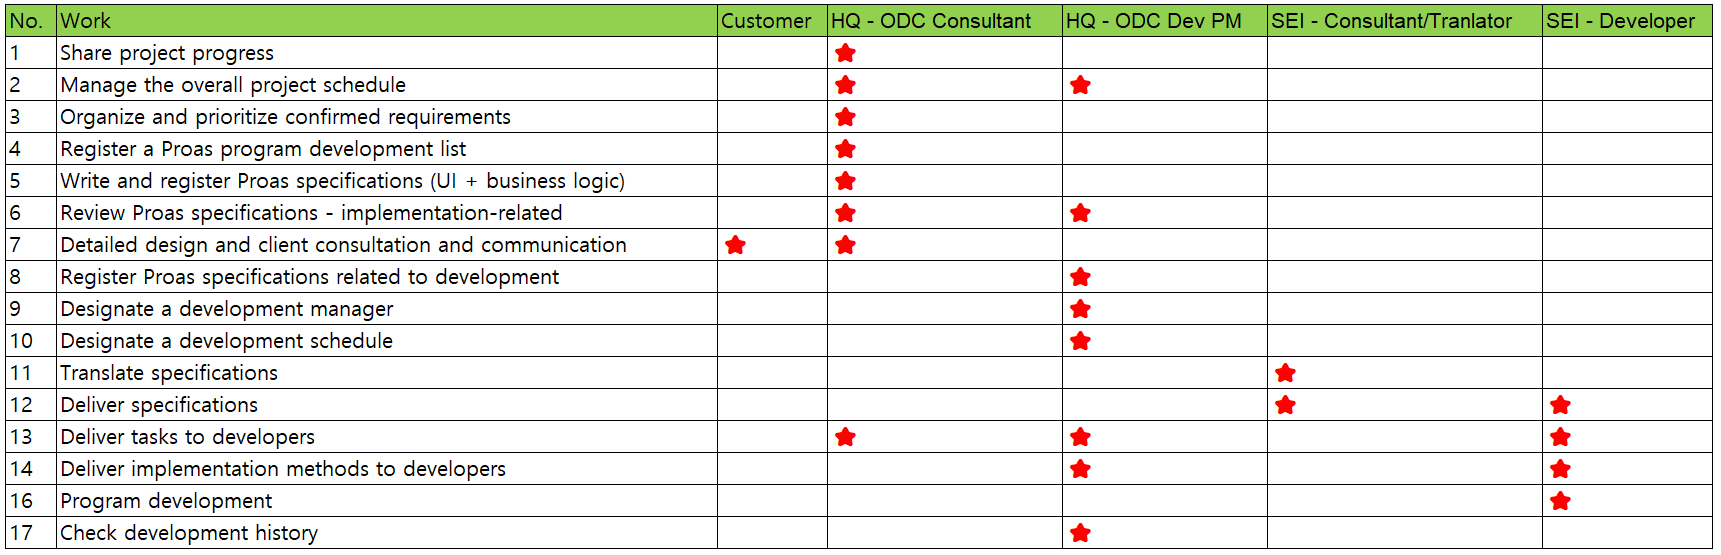 No. Work Customer HQ - ODC Consultant HQ - ODC Dev PM SEI - Consultant/Tranlator SEI - Developer
1 Share project progress
2 Manage the overall project schedule
3 Organize and prioritize confirmed requirements
4 Register a Proas program development list
5 Write and register Proas specifications (UI + business logic)
6 Review Proas specifications - implementation-related
7 Detailed design and client consultation and communication
8 Register Proas specifications related to development
9 Designate a development manager
10 Designate a development schedule
11 Translate specifications
12 Deliver specifications
13 Deliver tasks to developers
14 Deliver implementation methods to developers
16 Program development
17 Check development history